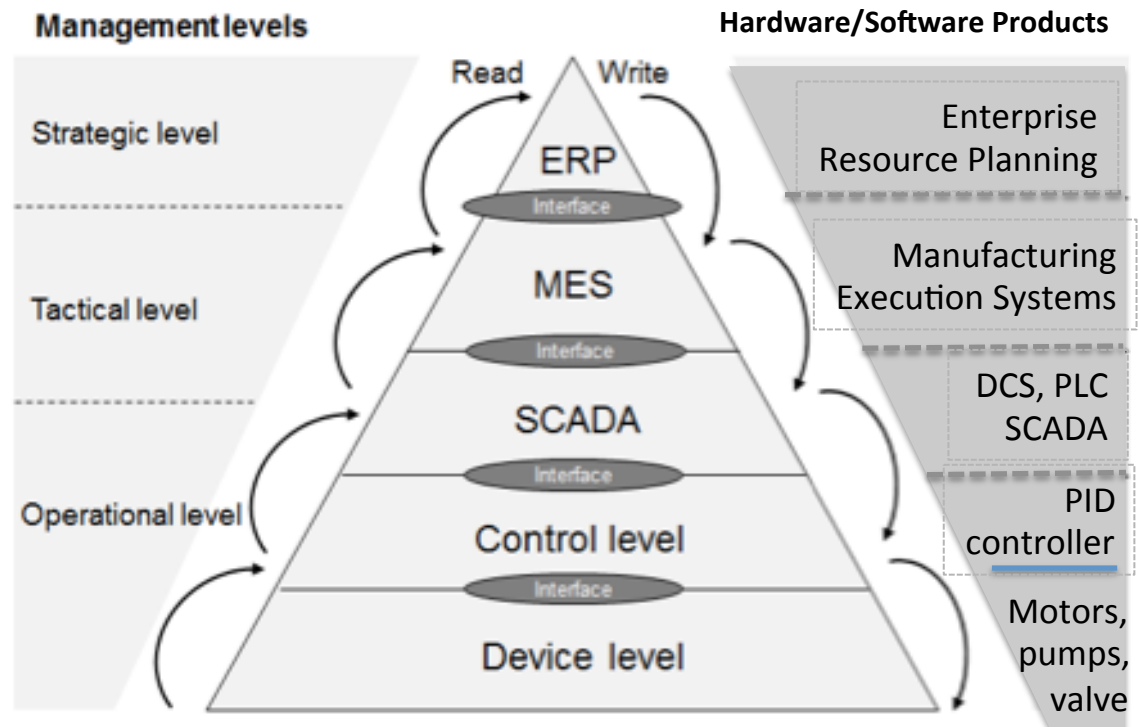 Management levels
Hardware/Software Products
Read
Write
Strategic level
ERP
Enterprise
Resource Planning
Interface
Tactical level
MES
Manufacturing
Execution Systems
Interface
SCADA
DCS, PLC
SCADA
Interface
Operational level
Control level
PID
controller
Interface
Device level
Motors,
pumps,
valve